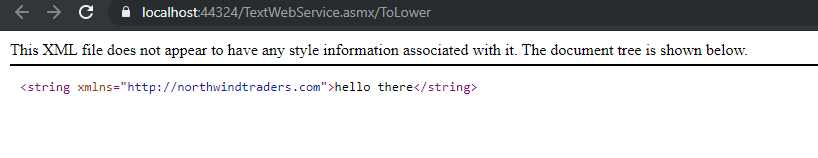 localhost:44324/TextWebService.asmx/ToLower
This XML file does not appear to have any style information associated with it. The document tree is shown below.
<string xmlns="http://northwindtraders.com">hello there</string>